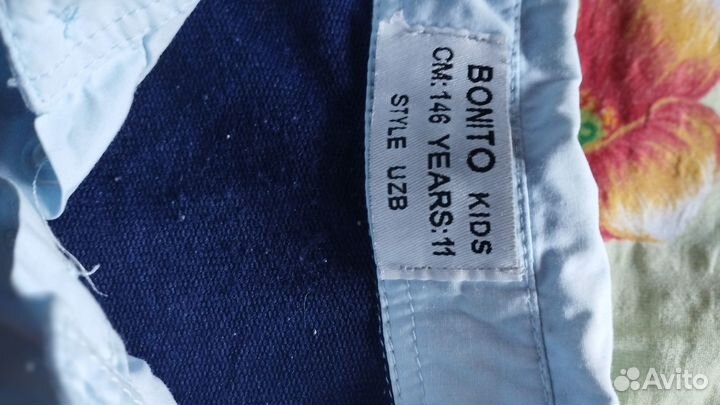 BONITO KIDS
CM:146 YEARS:11
STYLE UZB
Avito